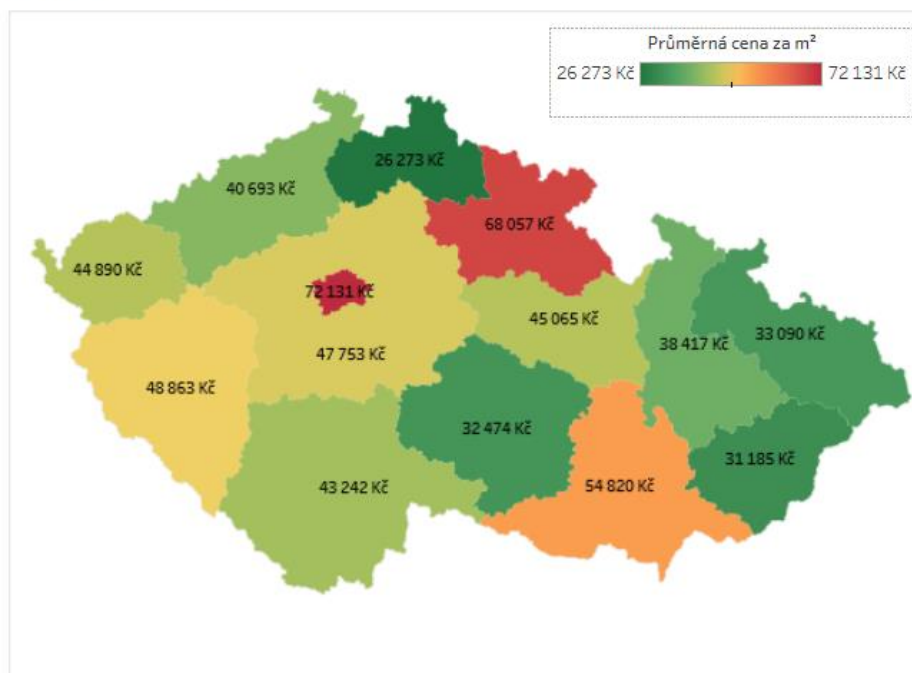 Průměrná cena za m²
26 273 Kč
72 131 Kč
26 273 Kč
40 693 Kč
68 057 Kč
44 890 Kč
72 131 Kč
45 065 Kč
33 090 Kč
38 417 Kč
47 753 Kč
48 863 Kč
32 474 Kč
31 185 Kč
43 242 Kč
54 820 Kč